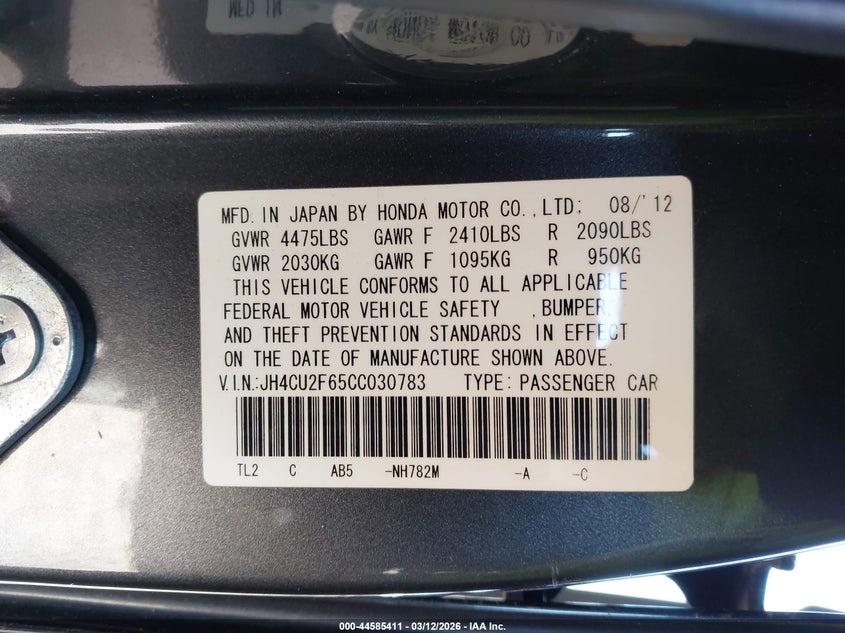 MFD. IN JAPAN BY HONDA MOTOR CO., LTD; 08/'12
GVWR 4475LBS GAWR F 2410LBS R 2090LBS
GVWR 2030KG GAWR F 1095KG R 950KG
THIS VEHICLE CONFORMS TO ALL APPLICABLE
FEDERAL MOTOR VEHICLE SAFETY , BUMPER,
AND THEFT PREVENTION STANDARDS IN EFFECT
ON THE DATE OF MANUFACTURE SHOWN ABOVE.
V.I.N.:JH4CU2F65CC030783 TYPE: PASSENGER CAR
TL2 C AB5 -NH782M -A -C
000-44585411 - 03/12/2026 - IAA Inc.